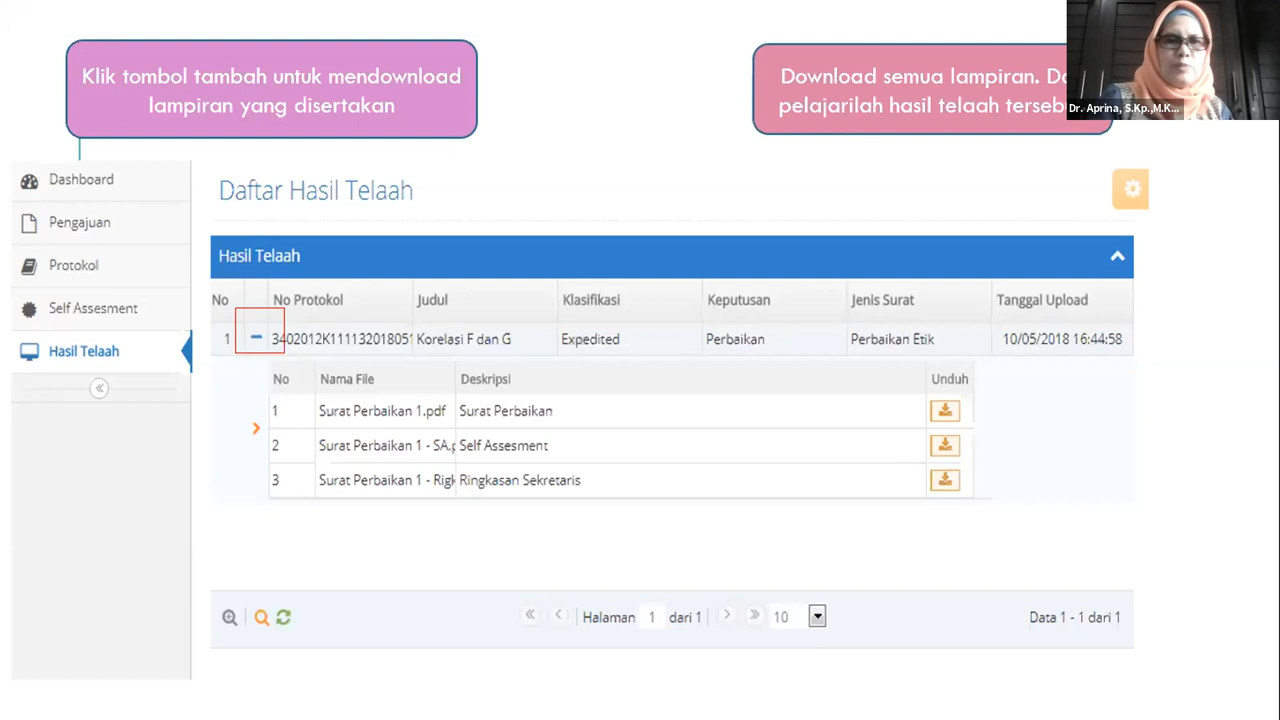 Klik tombol tambah untuk mendownload
lampiran yang disertakan
Download semua lampiran.
pelajarilah hasil telaah
Dr. Aprina, S.Kp.,M.K...
Dashboard
Pengajuan
Protokol
Self Assesment
Hasil Telaah
Daftar Hasil Telaah
Hasil Telaah
No No Protokol Judul Klasifikasi Keputusan Jenis Surat Tanggal Upload
1 3402012K111132018051 Korelasi F dan G Expedited Perbaikan Perbaikan Etik 10/05/2018 16:44:58
No Nama File Deskripsi Unduh
1 Surat Perbaikan 1.pdf Surat Perbaikan
2 Surat Perbaikan 1 - SA.p Self Assesment
3 Surat Perbaikan 1 - Rigk Ringkasan Sekretaris
Halaman 1 dari 1 10 Data 1 - 1 dari 1